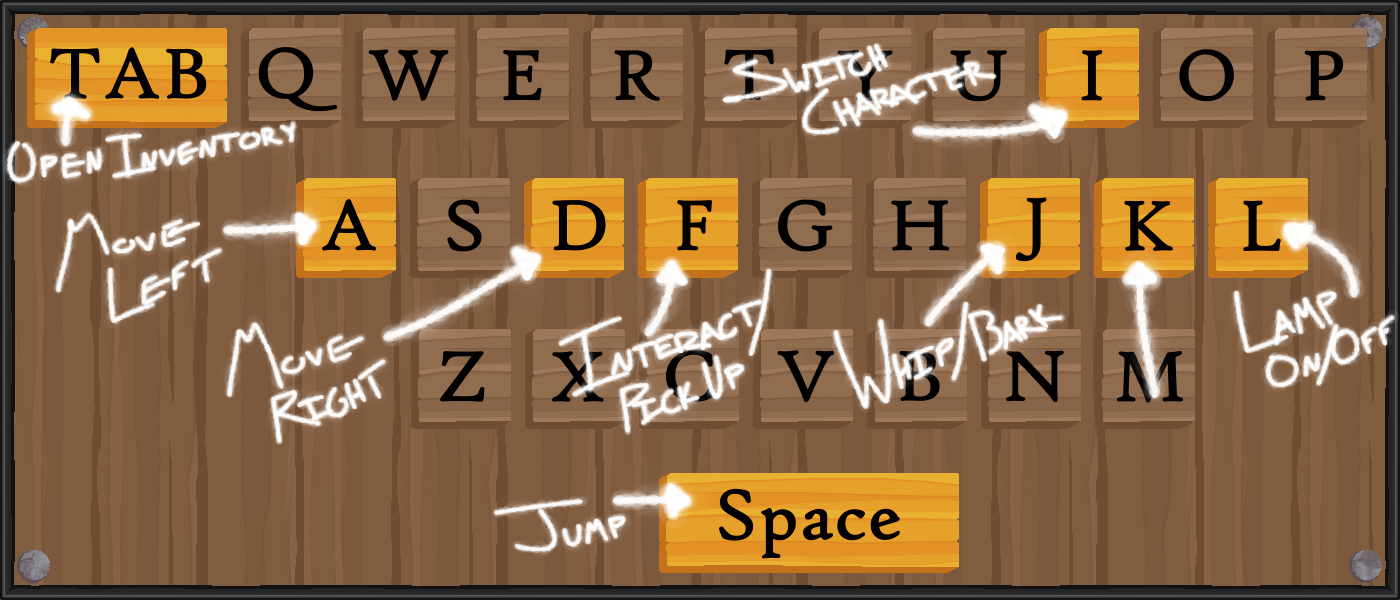 TAB Q W E R T Y U I O P
SWITCH
CHARACTER
OPEN INVENTORY
A S D F G H J K L
MOVE
LEFT
MOVE
RIGHT
INTERACT/
PICK UP
WHIP/BARK
LAMP
ON/OFF
Z X C V B N M
JUMP
Space